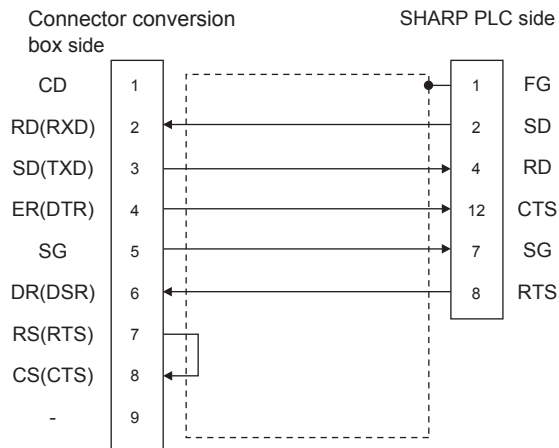 Connector conversion
box side
SHARP PLC side
CD 1 1 FG
RD(RXD) 2 2 SD
SD(TXD) 3 4 RD
ER(DTR) 4 12 CTS
SG 5 7 SG
DR(DSR) 6 8 RTS
RS(RTS) 7
CS(CTS) 8
- 9